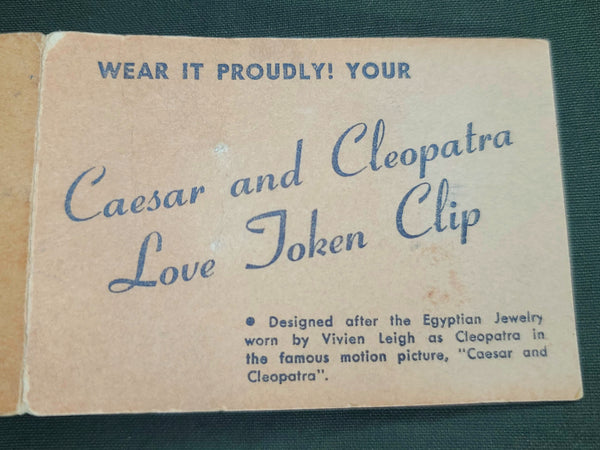 WEAR IT PROUDLY! YOUR
Caesar and Cleopatra
Love Token Clip
• Designed after the Egyptian Jewelry
worn by Vivien Leigh as Cleopatra in
the famous motion picture, "Caesar and
Cleopatra".